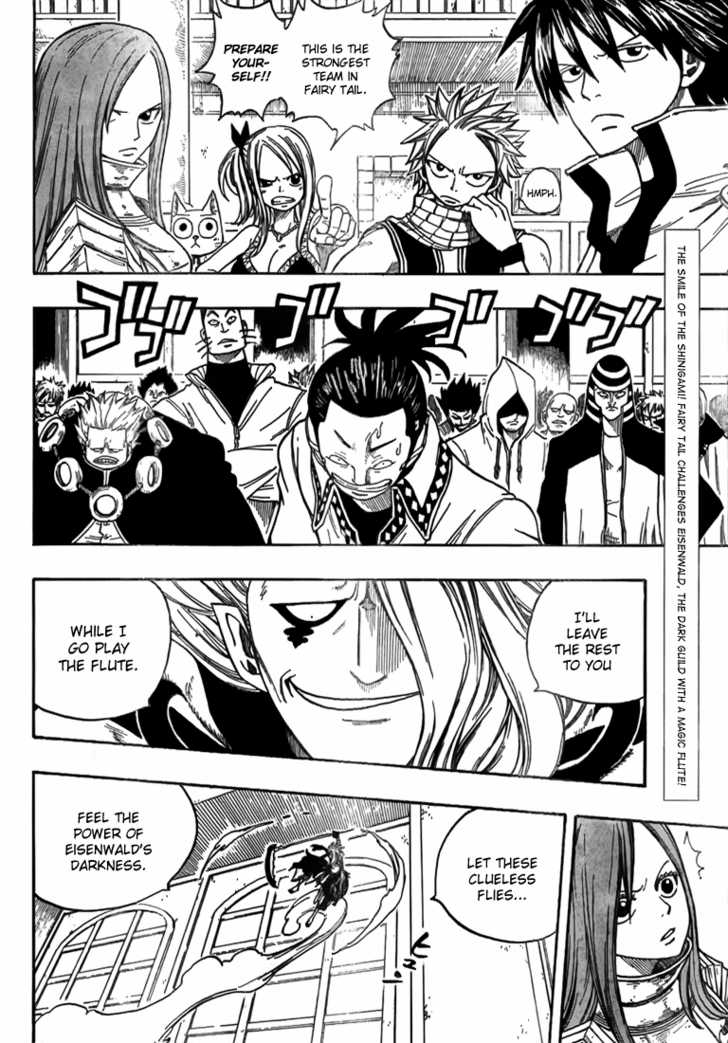 THIS IS THE
STRONGEST
TEAM IN
FAIRY TAIL.
PREPARE
YOUR-
SELF!!
HMPH.
THE SMILE OF THE SHINIGAMI! FAIRY TAIL CHALLENGES EISENWALD, THE DARK GUILD WITH A MAGIC FLUTE!
ゴゴ
ゴ
ゴ
ゴゴ
I'LL
LEAVE
THE REST
TO YOU
WHILE I
GO PLAY
THE FLUTE.
LET THESE
CLUELESS
FLIES...
FEEL
THE
POWER OF
EISENWALD'S
DARKNESS.